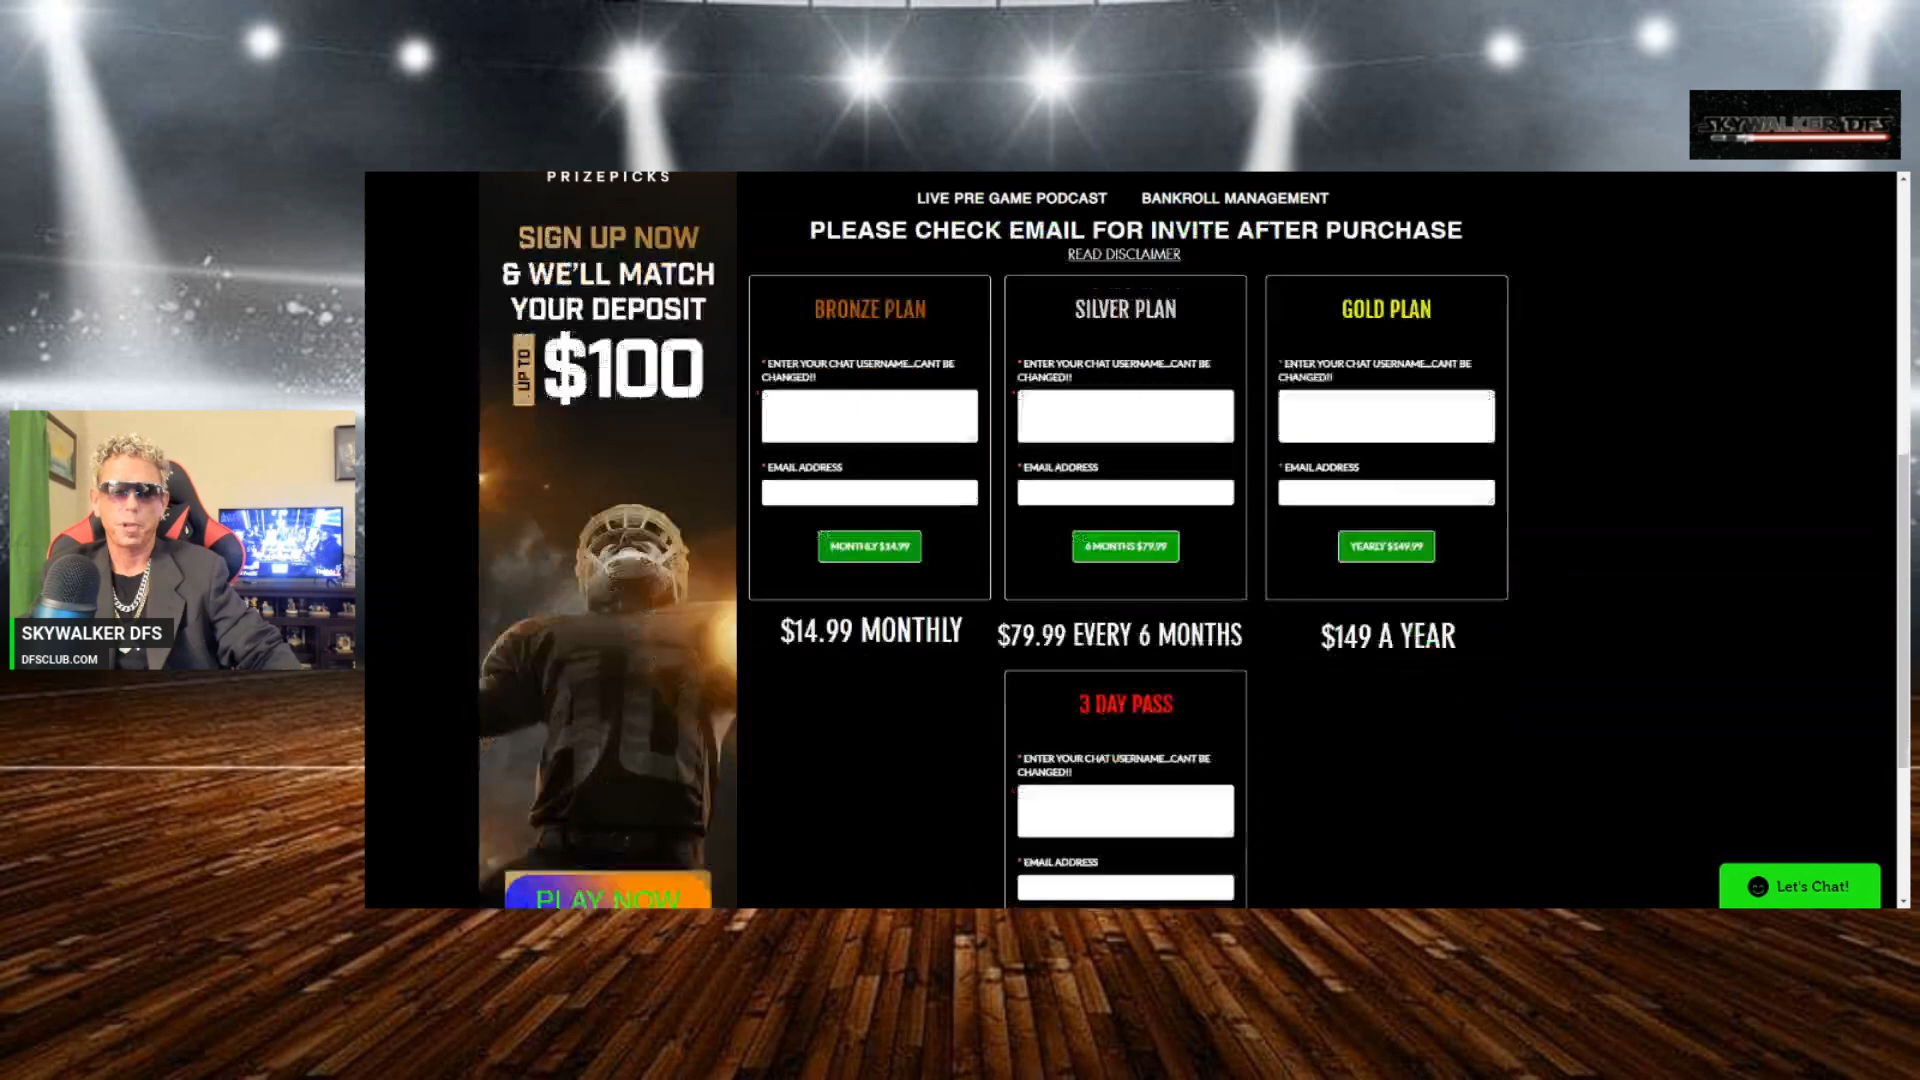 SKYWALKER DFS
PRIZEPICKS
SIGN UP NOW
& WE'LL MATCH
YOUR DEPOSIT
UP TO
$100
PLAY NOW
LIVE PRE GAME PODCAST
BANKROLL MANAGEMENT
PLEASE CHECK EMAIL FOR INVITE AFTER PURCHASE
READ DISCLAIMER
BRONZE PLAN
* ENTER YOUR CHAT USERNAME...CANT BE
CHANGED!!
* EMAIL ADDRESS
MONTHLY $14.99
$14.99 MONTHLY
SILVER PLAN
* ENTER YOUR CHAT USERNAME...CANT BE
CHANGED!!
* EMAIL ADDRESS
6 MONTHS $79.99
$79.99 EVERY 6 MONTHS
GOLD PLAN
* ENTER YOUR CHAT USERNAME...CANT BE
CHANGED!!
* EMAIL ADDRESS
YEARLY $149.99
$149 A YEAR
3 DAY PASS
* ENTER YOUR CHAT USERNAME...CANT BE
CHANGED!!
* EMAIL ADDRESS
Let's Chat!
SKYWALKER DFS
DFSCLUB.COM